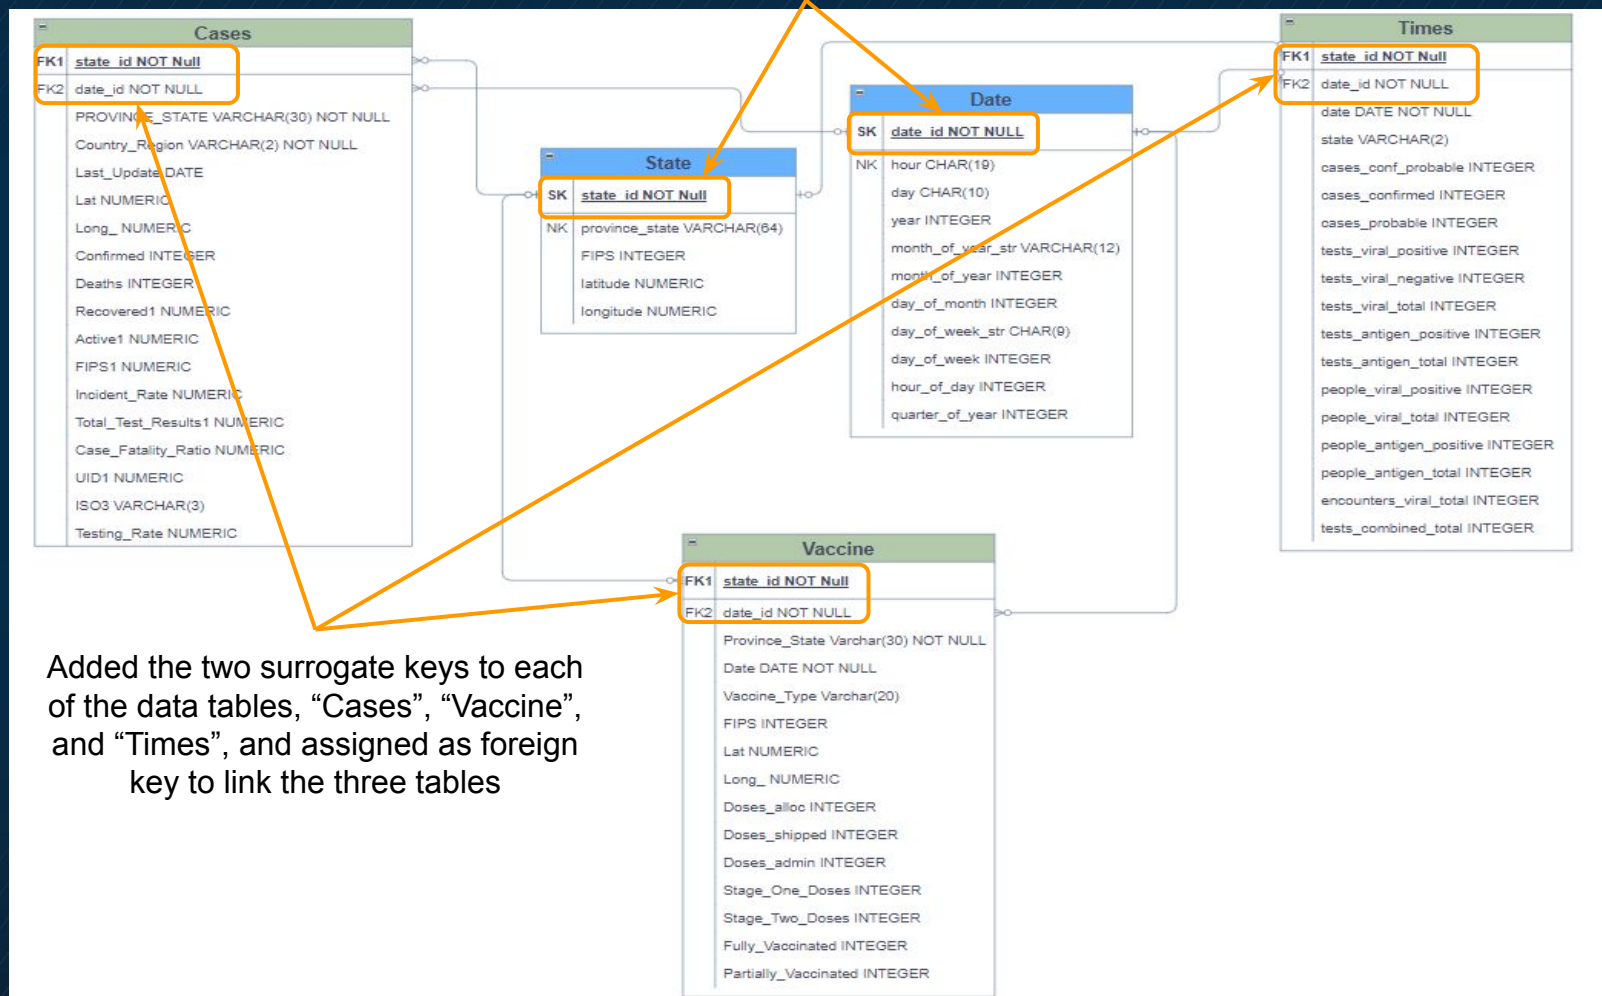 Cases
FK1 state_id NOT Null
FK2 date_id NOT NULL
PROVINCE_STATE VARCHAR(30) NOT NULL
Country_Region VARCHAR(2) NOT NULL
Last_Update DATE
Lat NUMERIC
Long_ NUMERIC
Confirmed INTEGER
Deaths INTEGER
Recovered1 NUMERIC
Active1 NUMERIC
FIPS1 NUMERIC
Incident_Rate NUMERIC
Total_Test_Results1 NUMERIC
Case_Fatality_Ratio NUMERIC
UID1 NUMERIC
ISO3 VARCHAR(3)
Testing_Rate NUMERIC
State
SK state_id NOT Null
NK province_state VARCHAR(64)
FIPS INTEGER
latitude NUMERIC
longitude NUMERIC
Date
SK date_id NOT NULL
NK hour CHAR(19)
day CHAR(10)
year INTEGER
month_of_year_str VARCHAR(12)
month_of_year INTEGER
day_of_month INTEGER
day_of_week_str CHAR(9)
day_of_week INTEGER
hour_of_day INTEGER
quarter_of_year INTEGER
Times
FK1 state_id NOT Null
FK2 date_id NOT NULL
date DATE NOT NULL
state VARCHAR(2)
cases_conf_probable INTEGER
cases_confirmed INTEGER
cases_probable INTEGER
tests_viral_positive INTEGER
tests_viral_negative INTEGER
tests_viral_total INTEGER
tests_antigen_positive INTEGER
tests_antigen_total INTEGER
people_viral_positive INTEGER
people_viral_total INTEGER
people_antigen_positive INTEGER
people_antigen_total INTEGER
encounters_viral_total INTEGER
tests_combined_total INTEGER
Vaccine
FK1 state_id NOT Null
FK2 date_id NOT NULL
Province_State Varchar(30) NOT NULL
Date DATE NOT NULL
Vaccine_Type Varchar(20)
FIPS INTEGER
Lat NUMERIC
Long_ NUMERIC
Doses_alloc INTEGER
Doses_shipped INTEGER
Doses_admin INTEGER
Stage_One_Doses INTEGER
Stage_Two_Doses INTEGER
Fully_Vaccinated INTEGER
Partially_Vaccinated INTEGER
Added the two surrogate keys to each
of the data tables, “Cases”, “Vaccine”,
and “Times”, and assigned as foreign
key to link the three tables